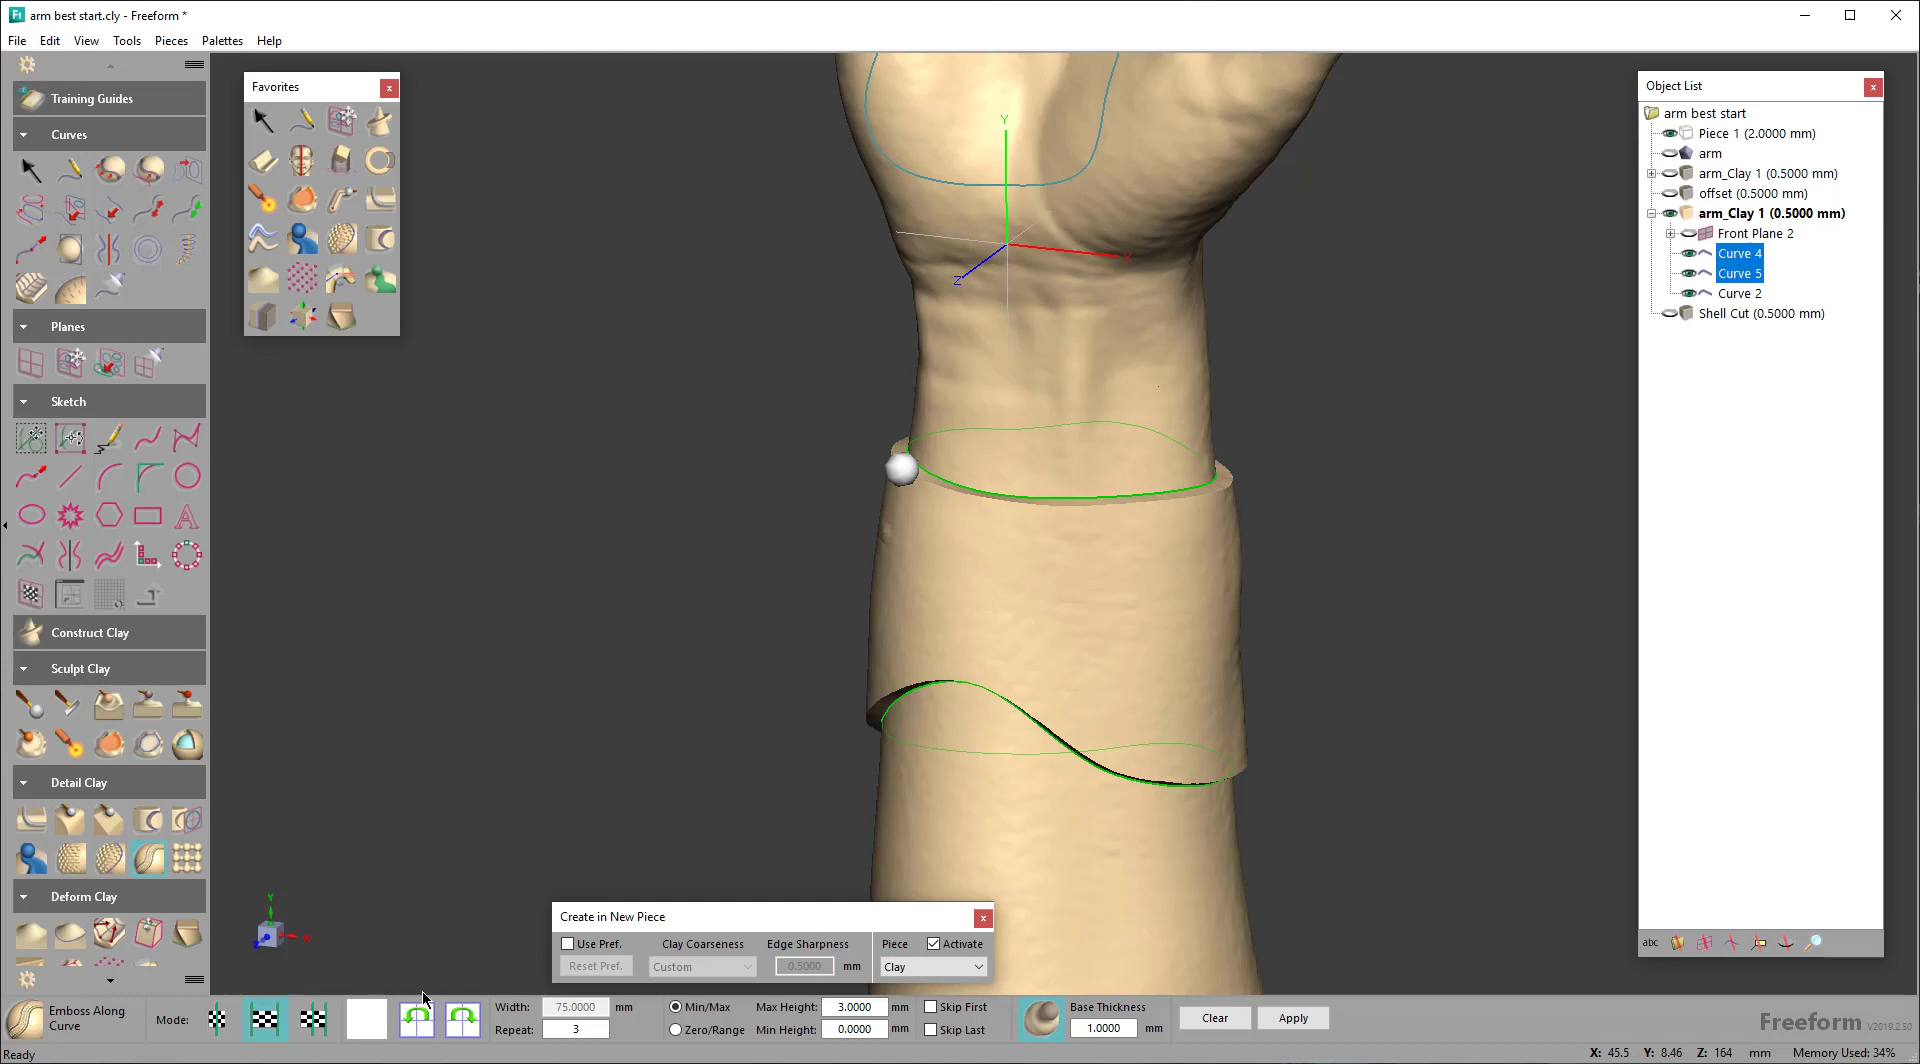 arm best start.cly - Freeform *
File Edit View Tools Pieces Palettes Help
Training Guides
Curves
Planes
Sketch
Construct Clay
Sculpt Clay
Detail Clay
Deform Clay
Favorites
x
Y
X
Z
Y
X
Z
Object List
x
arm best start
Piece 1 (2.0000 mm)
arm
arm_Clay 1 (0.5000 mm)
offset (0.5000 mm)
arm_Clay 1 (0.5000 mm)
Front Plane 2
Curve 4
Curve 5
Curve 2
Shell Cut (0.5000 mm)
abc
Create in New Piece
x
Use Pref. Clay Coarseness Edge Sharpness Piece Activate
Reset Pref. Custom 0.5000 mm Clay
Emboss Along
Curve
Mode:
Width: 75.0000 mm
Repeat: 3
Min/Max
Zero/Range
Max Height: 3.0000 mm
Min Height: 0.0000 mm
Skip First
Skip Last
Base Thickness
1.0000 mm
Clear Apply
Freeform V2019.2.50
Ready
X: 45.5 Y: 8.46 Z: 164 mm Memory Used: 34%